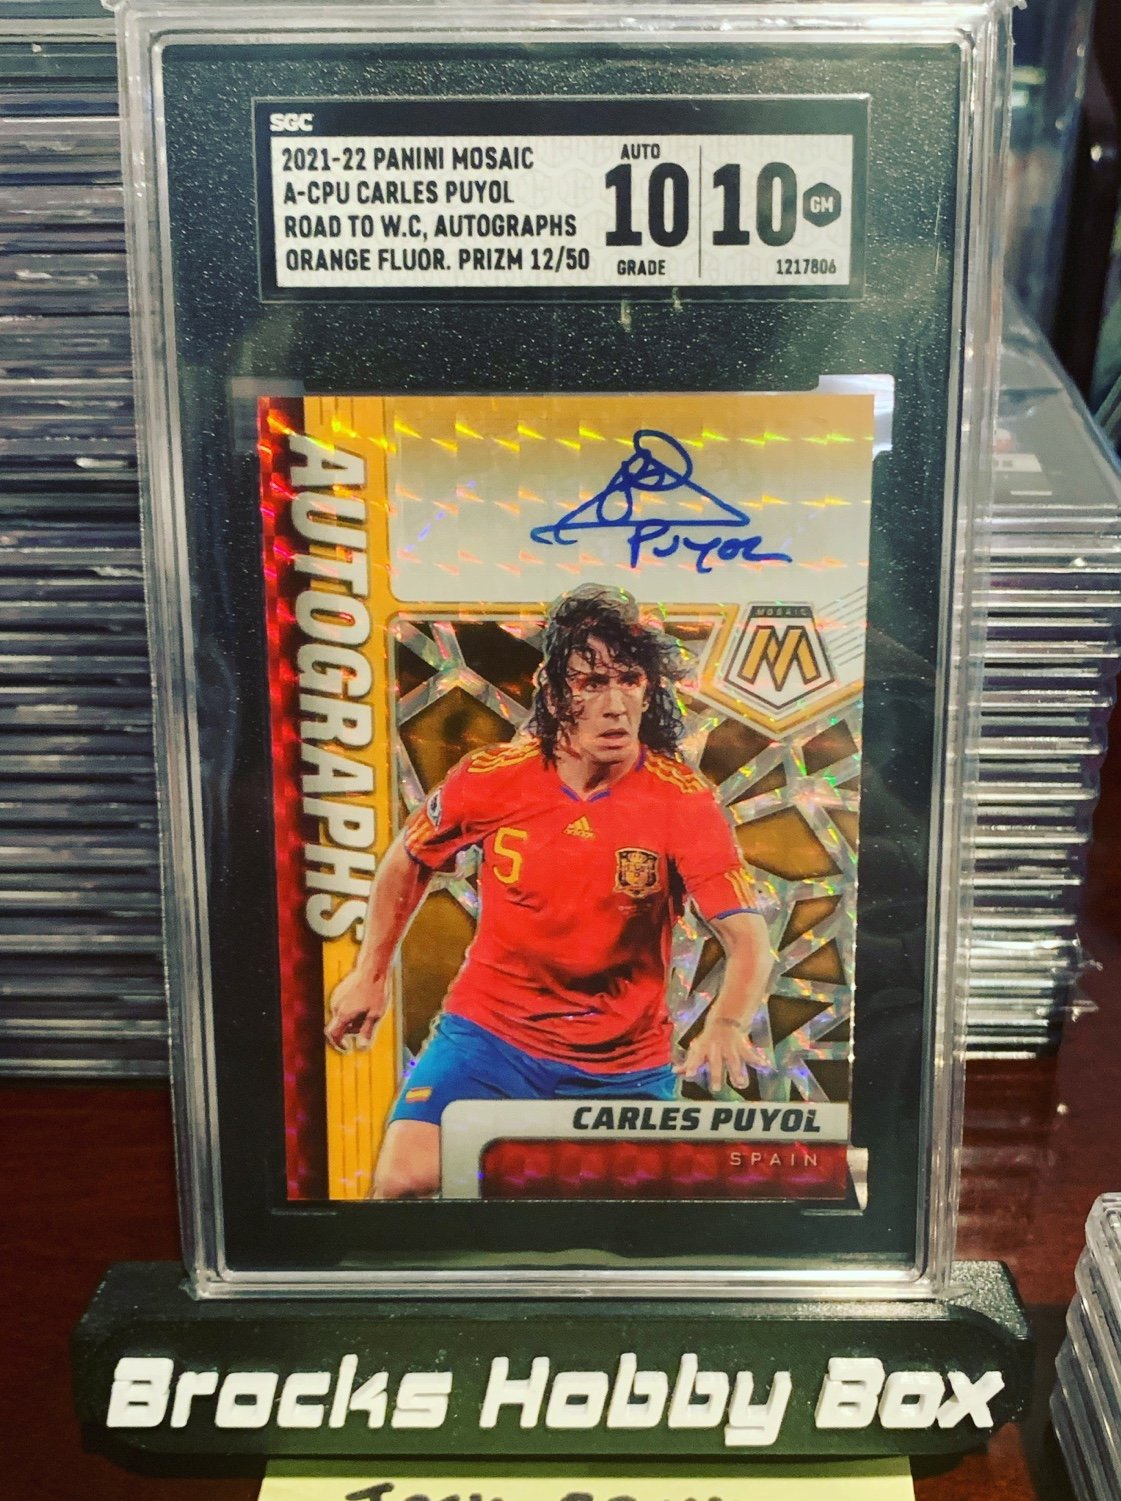 SGC
2021-22 PANINI MOSAIC
A-CPU CARLES PUYOL
ROAD TO W.C, AUTOGRAPHS
ORANGE FLUOR. PRIZM 12/50
AUTO
10
GRADE
10
GM
1217806
AUTOGRAPHS
PUYOL
MOSAIC
M
5
CARLES PUYOL
SPAIN
Brocks Hobby Box